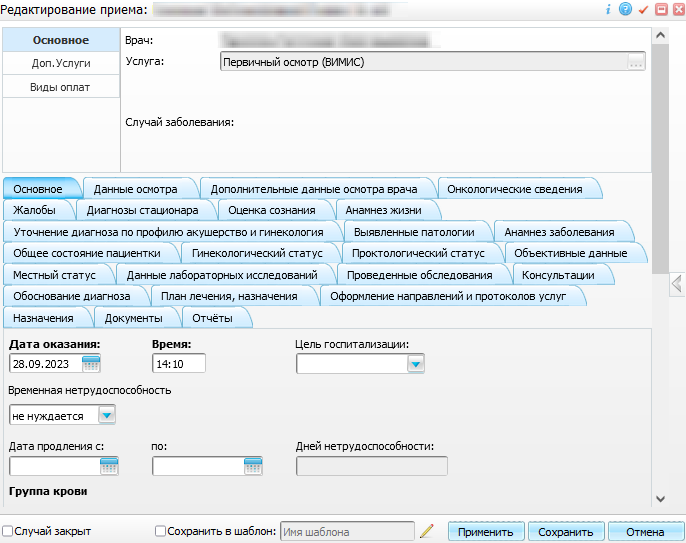 Редактирование приема:
Основное
Доп.Услуги
Виды оплат
Врач:
Услуга: Первичный осмотр (ВИМИС) ...
Случай заболевания:
Основное Данные осмотра Дополнительные данные осмотра врача Онкологические сведения
Жалобы Диагнозы стационара Оценка сознания Анамнез жизни
Уточнение диагноза по профилю акушерство и гинекология Выявленные патологии Анамнез заболевания
Общее состояние пациентки Гинекологический статус Проктологический статус Объективные данные
Местный статус Данные лабораторных исследований Проведенные обследования Консультации
Обоснование диагноза План лечения, назначения Оформление направлений и протоколов услуг
Назначения Документы Отчёты
Дата оказания: Время: Цель госпитализации:
28.09.2023 14:10
Временная нетрудоспособность
не нуждается
Дата продления с: по: Дней нетрудоспособности:
Группа крови
Случай закрыт Сохранить в шаблон: Имя шаблона Применить Сохранить Отмена